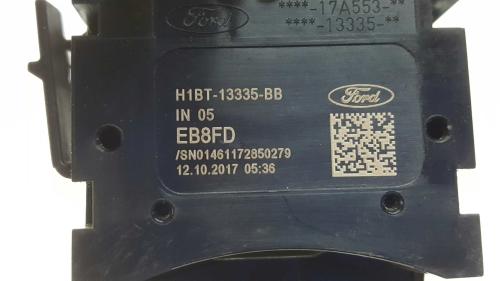 Ford
****-17A553-**
****-13335-**
H1BT-13335-BB
IN 05
EB8FD
/SN01461172850279
12.10.2017 05:36
Ford